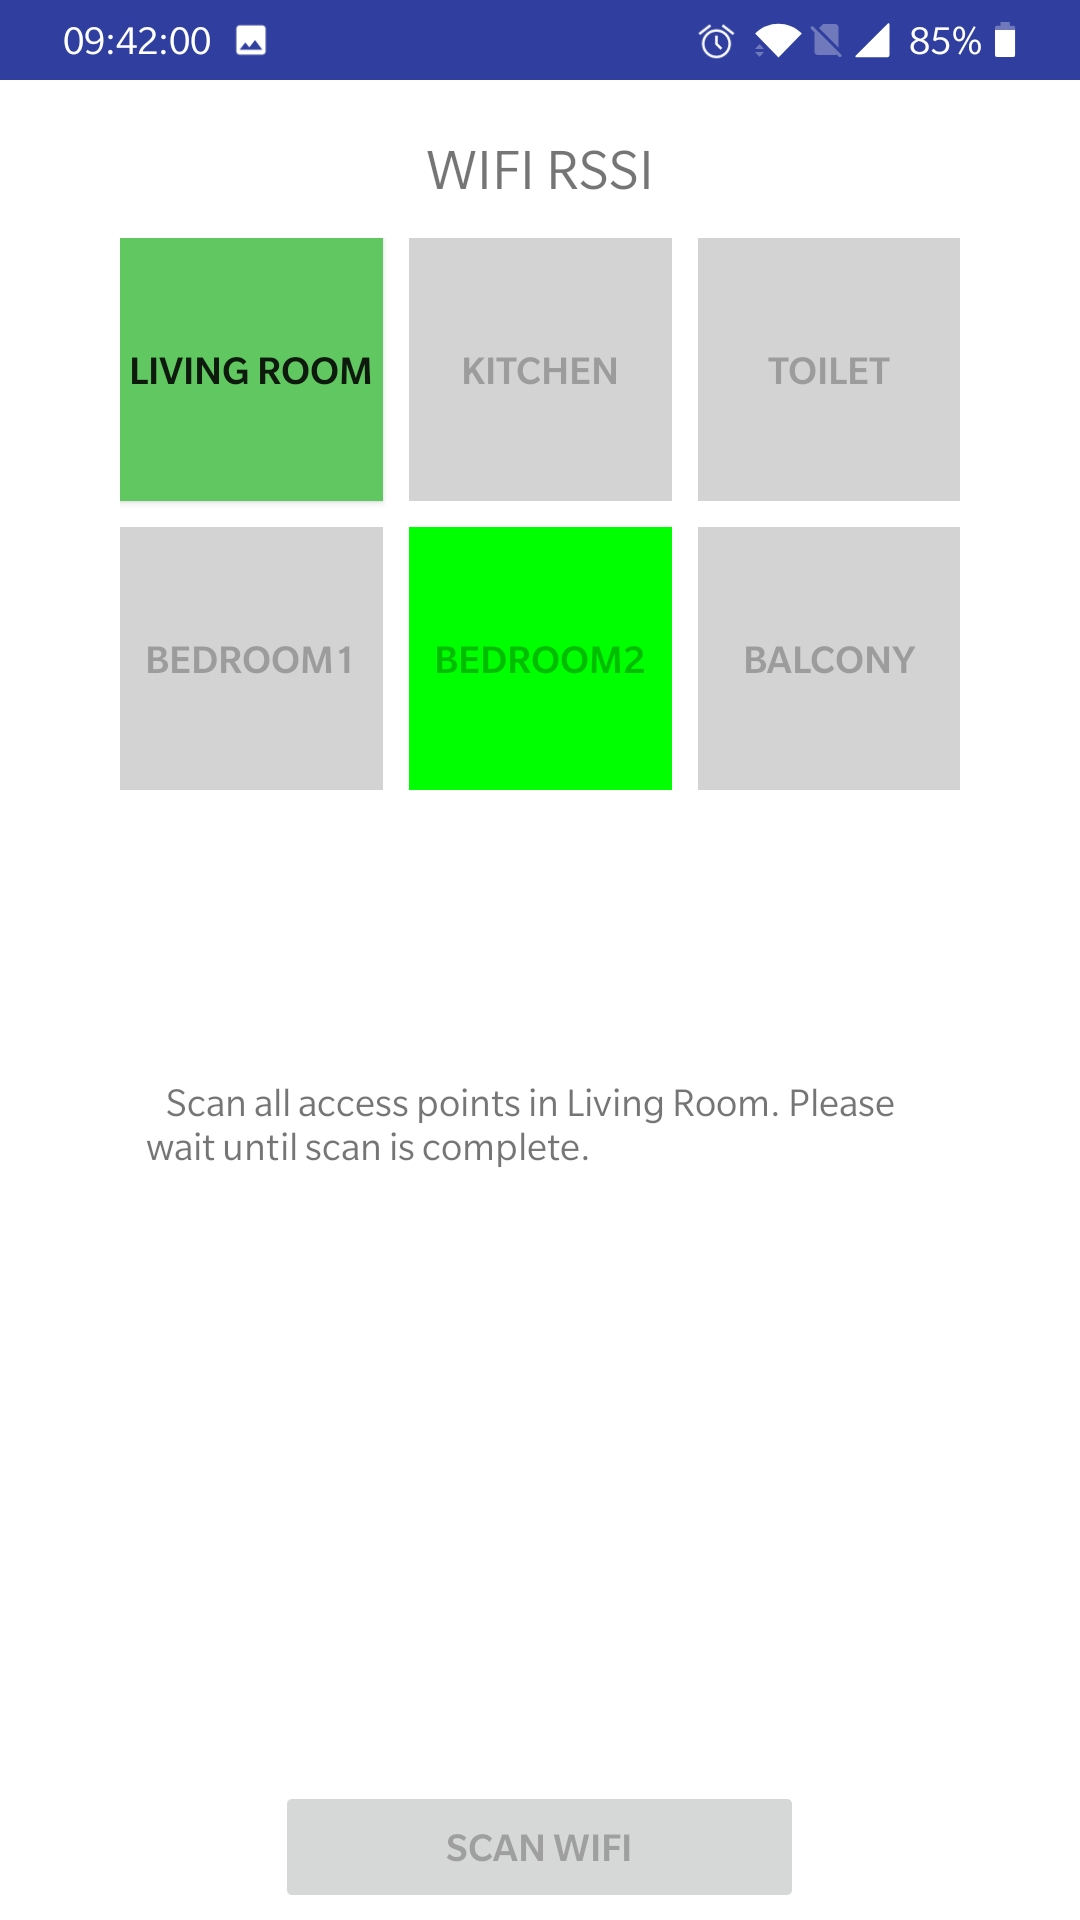 09:42:00 85%
WIFI RSSI
LIVING ROOM KITCHEN TOILET
BEDROOM1 BEDROOM2 BALCONY
Scan all access points in Living Room. Please
wait until scan is complete.
SCAN WIFI